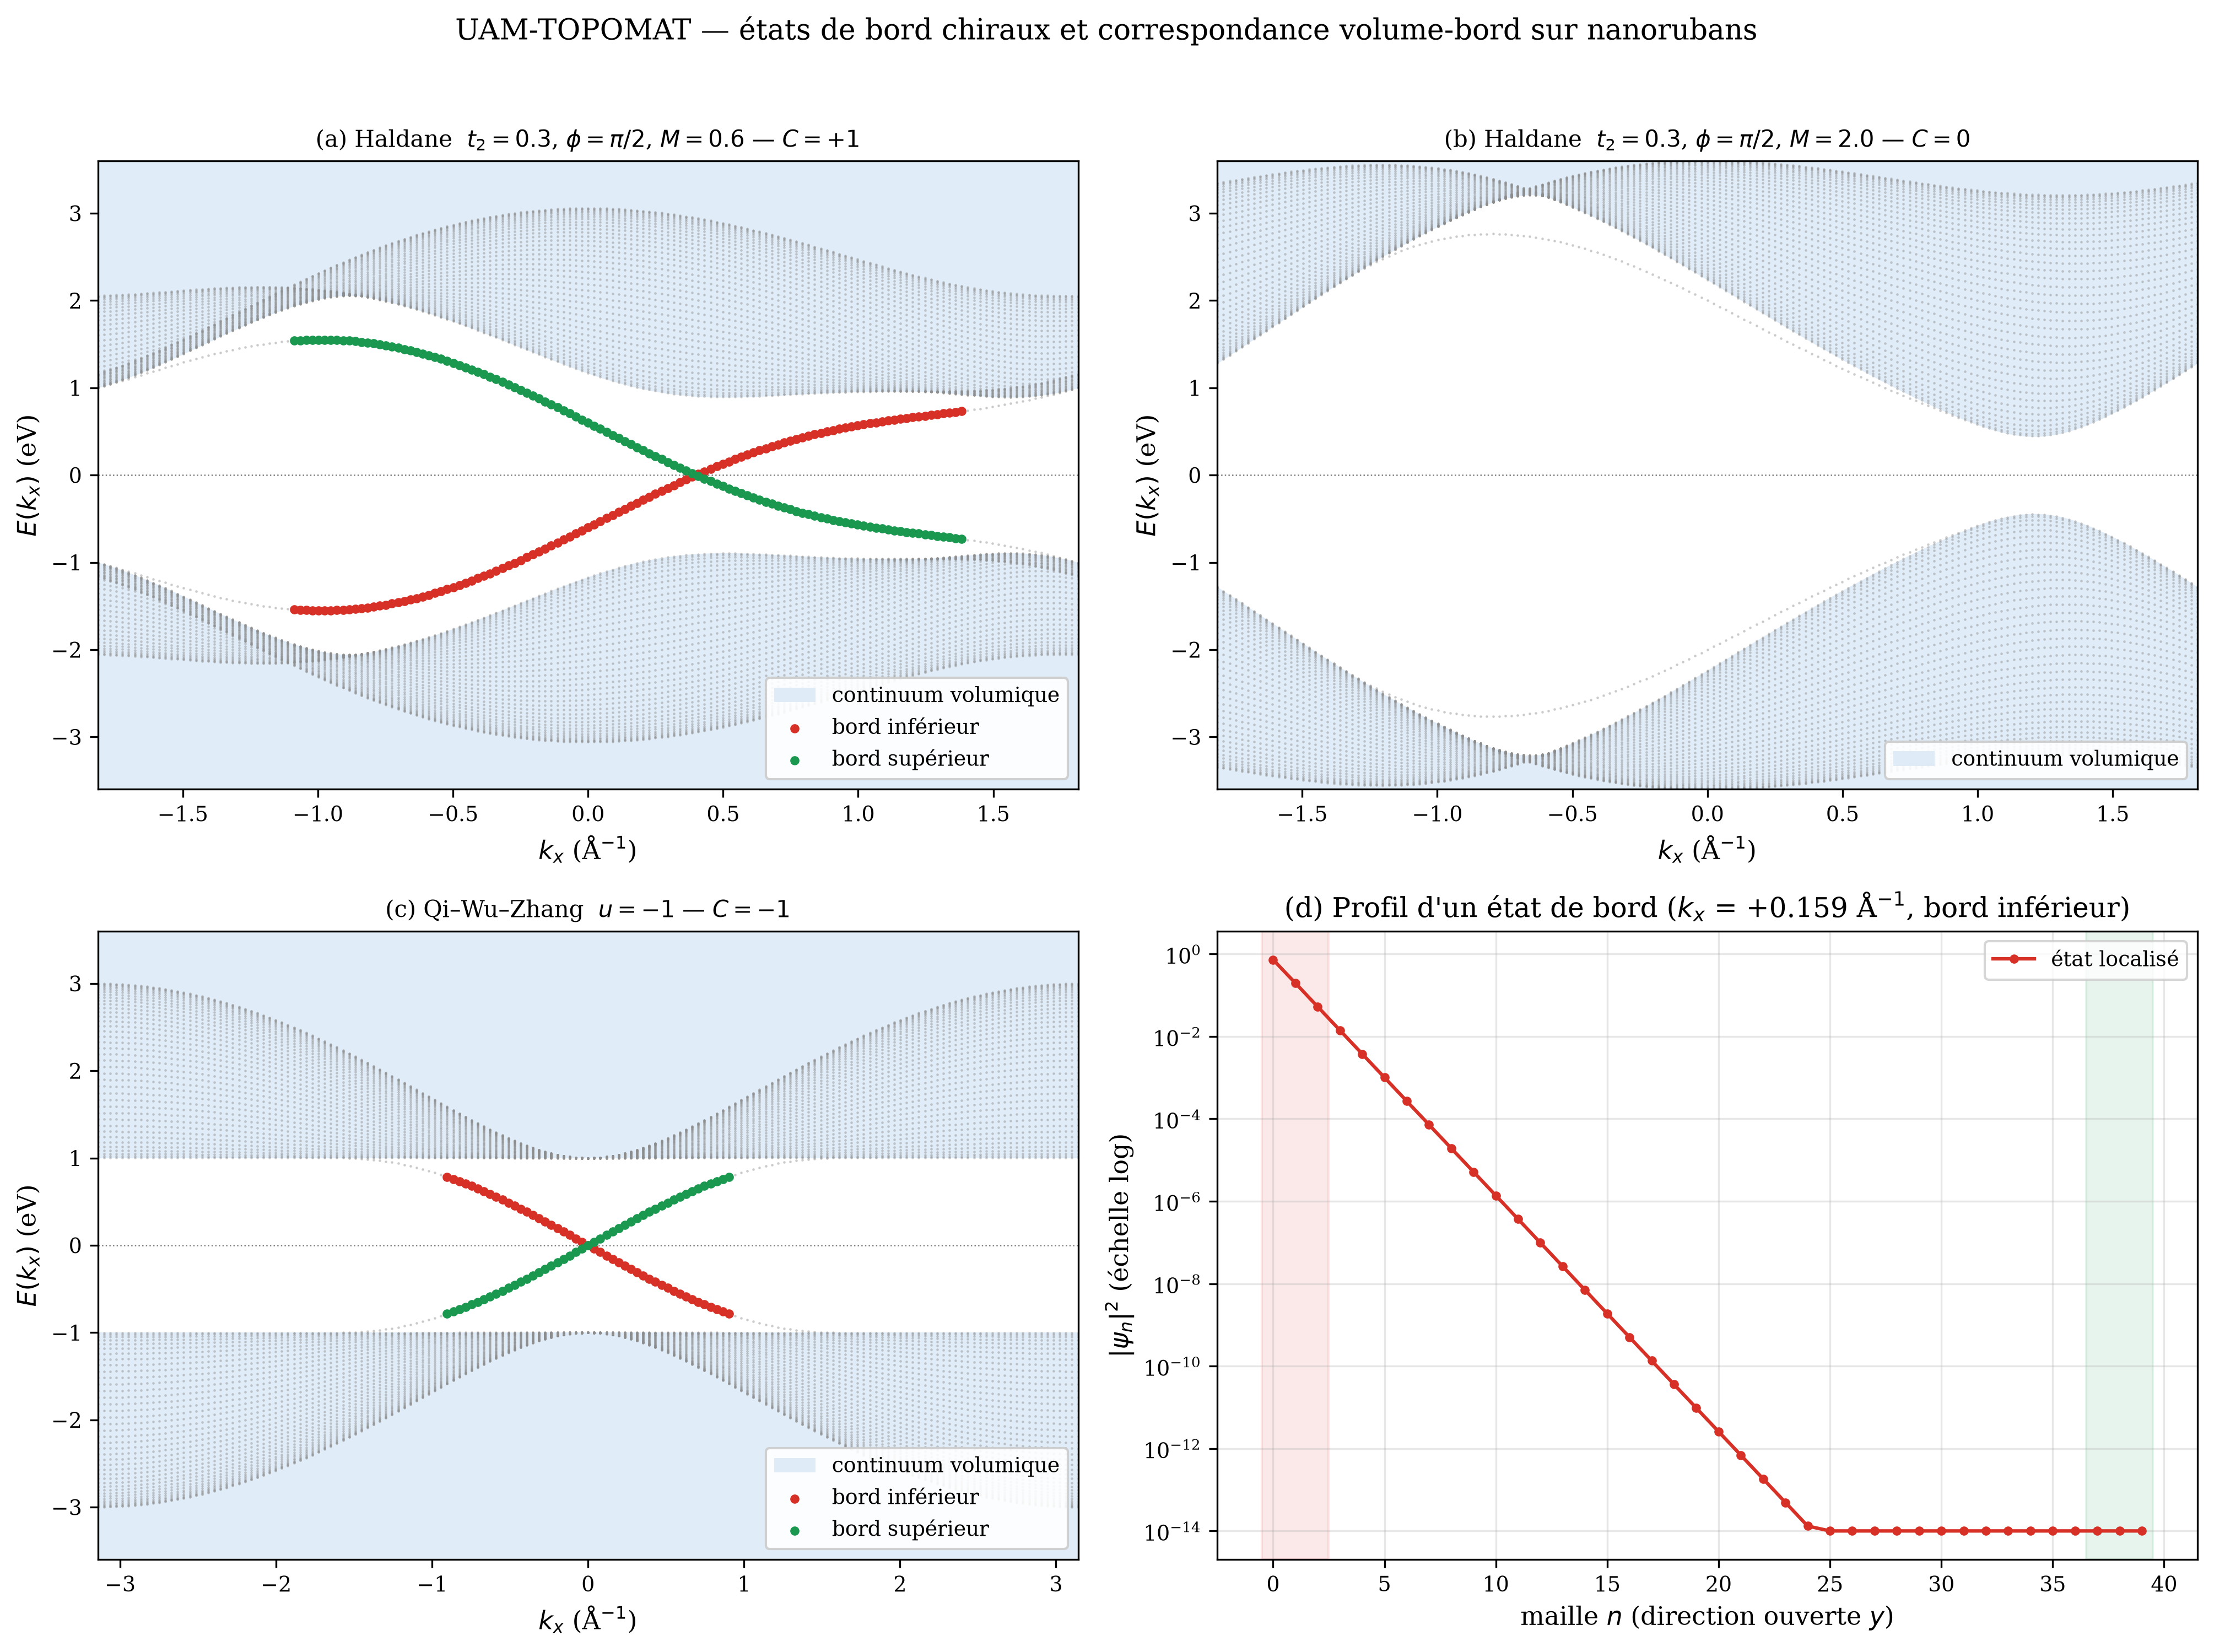 UAM-TOPOMAT — états de bord chiraux et correspondance volume-bord sur nanorubans
(a) Haldane t₂ = 0.3, ϕ = π/2, M = 0.6 — C = +1
E(kₓ) (eV)
3
2
1
0
−1
−2
−3
continuum volumique
bord inférieur
bord supérieur
−1.5 −1.0 −0.5 0.0 0.5 1.0 1.5
kₓ (Å⁻¹)
(b) Haldane t₂ = 0.3, ϕ = π/2, M = 2.0 — C = 0
E(kₓ) (eV)
3
2
1
0
−1
−2
−3
continuum volumique
−1.5 −1.0 −0.5 0.0 0.5 1.0 1.5
kₓ (Å⁻¹)
(c) Qi–Wu–Zhang u = −1 — C = −1
E(kₓ) (eV)
3
2
1
0
−1
−2
−3
continuum volumique
bord inférieur
bord supérieur
−3 −2 −1 0 1 2 3
kₓ (Å⁻¹)
(d) Profil d'un état de bord (kₓ = +0.159 Å⁻¹, bord inférieur)
|ψₙ|² (échelle log)
10⁰
10⁻²
10⁻⁴
10⁻⁶
10⁻⁸
10⁻¹⁰
10⁻¹²
10⁻¹⁴
état localisé
0 5 10 15 20 25 30 35 40
maille n (direction ouverte y)